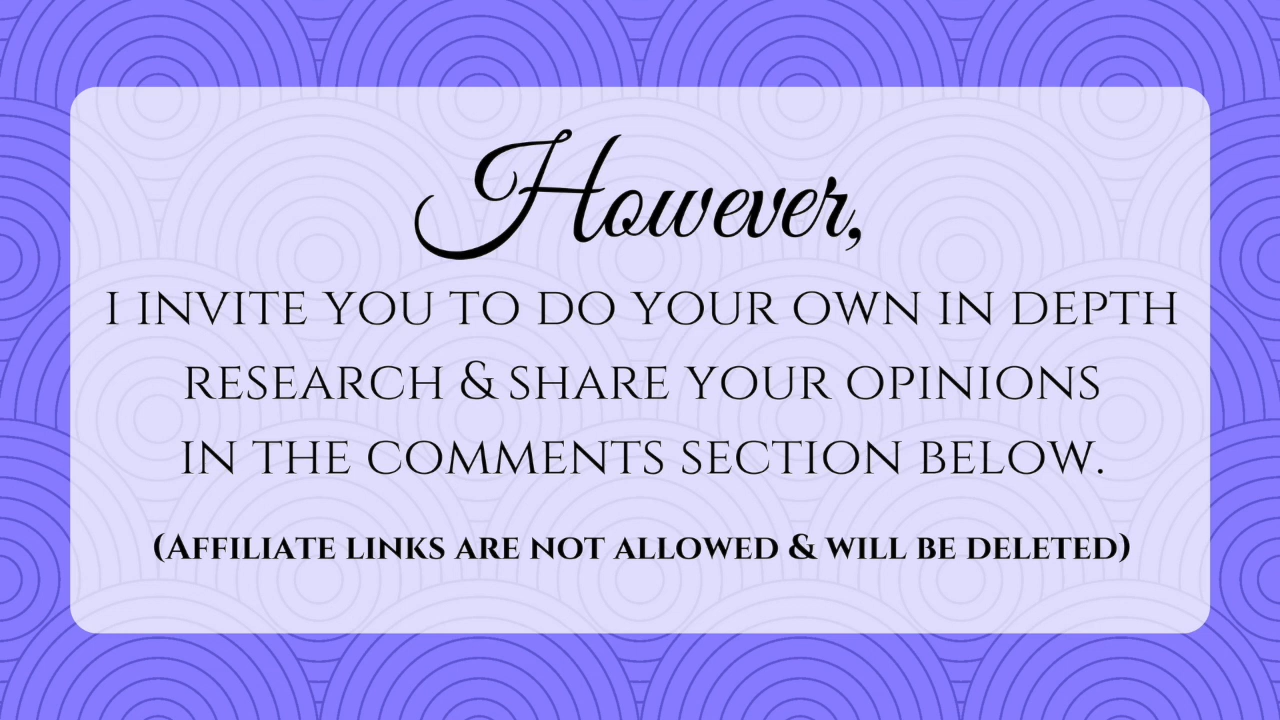 However,
I INVITE YOU TO DO YOUR OWN IN DEPTH
RESEARCH & SHARE YOUR OPINIONS
IN THE COMMENTS SECTION BELOW.
(AFFILIATE LINKS ARE NOT ALLOWED & WILL BE DELETED)